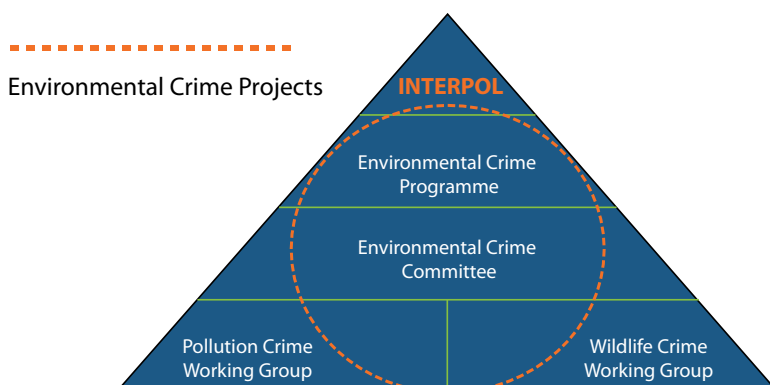 Environmental Crime Projects
INTERPOL
Environmental Crime
Programme
Environmental Crime
Committee
Pollution Crime
Working Group
Wildlife Crime
Working Group